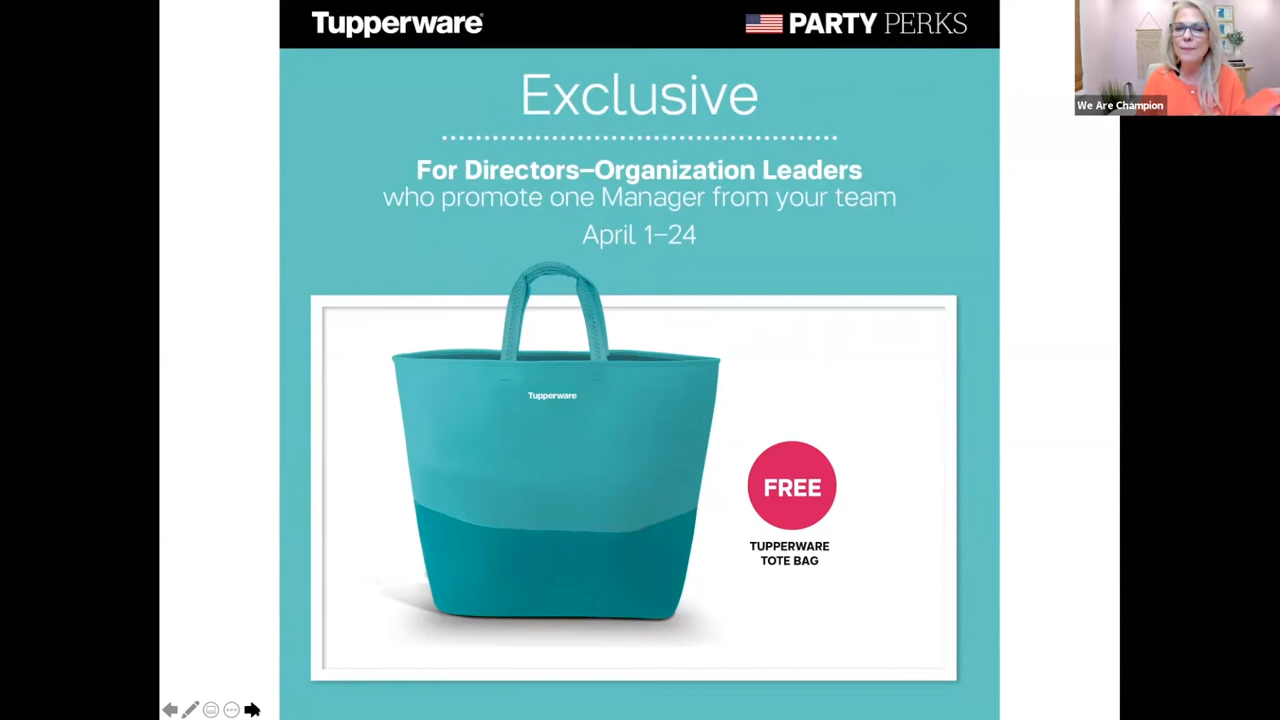 Tupperware
PARTY PERKS
We Are Champion
Exclusive
For Directors–Organization Leaders
who promote one Manager from your team
April 1–24
Tupperware
FREE
TUPPERWARE
TOTE BAG